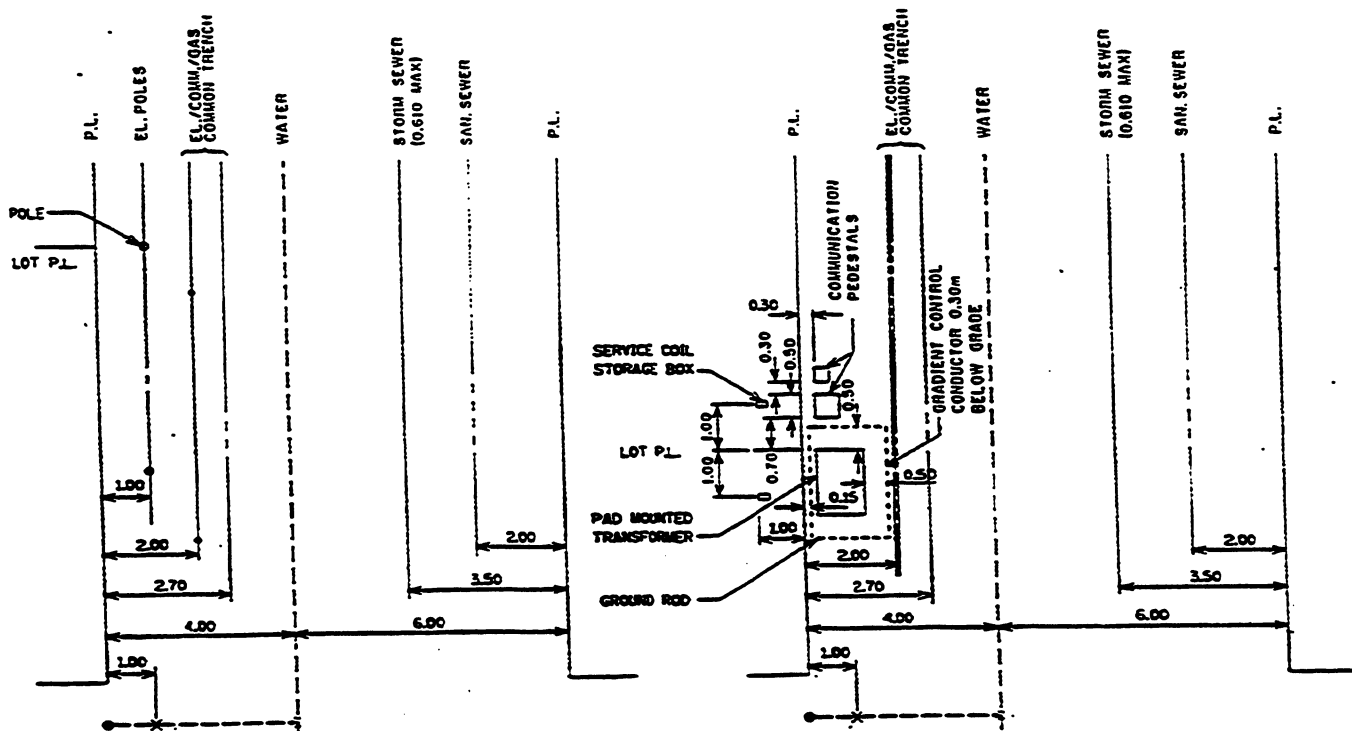 P.L.
EL. POLES
EL./COMM./GAS
COMMON TRENCH
WATER
STORM SEWER
(0.610 MAX)
SAN. SEWER
P.L.
POLE
LOT P.L.
1.00
2.00
2.70
4.00
1.00
2.00
3.50
6.00
P.L.
EL./COMM./GAS
COMMON TRENCH
WATER
STORM SEWER
(0.610 MAX)
SAN. SEWER
P.L.
COMMUNICATION
PEDESTALS
GRADIENT CONTROL
CONDUCTOR 0.30m
BELOW GRADE
0.30
SERVICE COIL
STORAGE BOX
0.30
0.50
0.50
1.00
LOT P.L.
1.00
0.70
0.50
0.15
PAD MOUNTED
TRANSFORMER
1.00
2.00
GROUND ROD
2.70
4.00
1.00
2.00
3.50
6.00